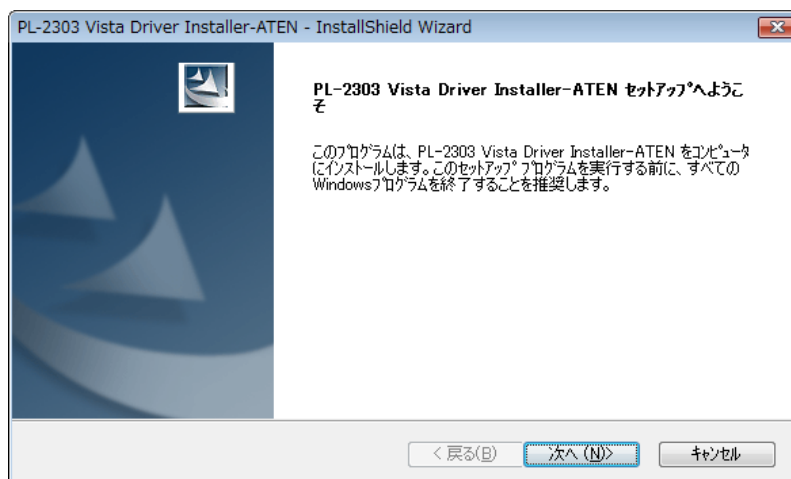 PL-2303 Vista Driver Installer-ATEN - InstallShield Wizard
PL-2303 Vista Driver Installer-ATEN ｾｯﾄｱｯﾌﾟへようこ
そ
このﾌﾟﾛｸﾞﾗﾑは、PL-2303 Vista Driver Installer-ATEN をｺﾝﾋﾟｭｰﾀ
にｲﾝｽﾄｰﾙします。このｾｯﾄｱｯﾌﾟ ﾌﾟﾛｸﾞﾗﾑを実行する前に、すべての
Windowsﾌﾟﾛｸﾞﾗﾑを終了することを推奨します。
< 戻る(B)
次へ (N)>
ｷｬﾝｾﾙ